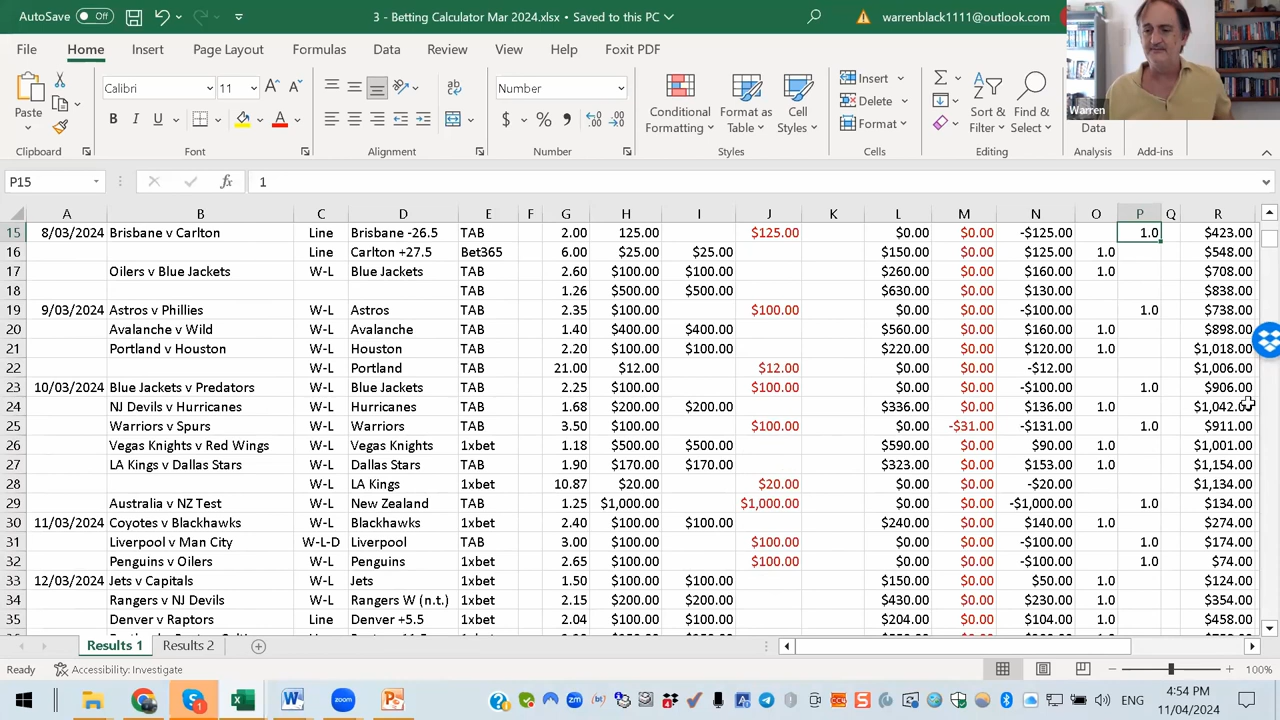 AutoSave Off 3 - Betting Calculator Mar 2024.xlsx • Saved to this PC warrenblack1111@outlook.com
File Home Insert Page Layout Formulas Data Review View Help Foxit PDF
Paste Calibri 11 Number Conditional Formatting Format as Table Cell Styles Insert Delete Format Sort & Filter Find & Select Data Warren
Clipboard Font Alignment Number Styles Cells Editing Analysis Add-ins
P15 fx 1
A B C D E F G H I J K L M N O P Q R
15 8/03/2024 Brisbane v Carlton Line Brisbane -26.5 TAB 2.00 125.00 $125.00 $0.00 $0.00 -$125.00 1.0 $423.00
16 Line Carlton +27.5 Bet365 6.00 $25.00 $25.00 $150.00 $0.00 $125.00 1.0 $548.00
17 Oilers v Blue Jackets W-L Blue Jackets TAB 2.60 $100.00 $100.00 $260.00 $0.00 $160.00 1.0 $708.00
18 TAB 1.26 $500.00 $500.00 $630.00 $0.00 $130.00 $838.00
19 9/03/2024 Astros v Phillies W-L Astros TAB 2.35 $100.00 $100.00 $0.00 $0.00 -$100.00 1.0 $738.00
20 Avalanche v Wild W-L Avalanche TAB 1.40 $400.00 $400.00 $560.00 $0.00 $160.00 1.0 $898.00
21 Portland v Houston W-L Houston TAB 2.20 $100.00 $100.00 $220.00 $0.00 $120.00 1.0 $1,018.00
22 W-L Portland TAB 21.00 $12.00 $12.00 $0.00 $0.00 -$12.00 $1,006.00
23 10/03/2024 Blue Jackets v Predators W-L Blue Jackets TAB 2.25 $100.00 $100.00 $0.00 $0.00 -$100.00 1.0 $906.00
24 NJ Devils v Hurricanes W-L Hurricanes TAB 1.68 $200.00 $200.00 $336.00 $0.00 $136.00 1.0 $1,042.00
25 Warriors v Spurs W-L Warriors TAB 3.50 $100.00 $100.00 $0.00 -$31.00 -$131.00 1.0 $911.00
26 Vegas Knights v Red Wings W-L Vegas Knights 1xbet 1.18 $500.00 $500.00 $590.00 $0.00 $90.00 1.0 $1,001.00
27 LA Kings v Dallas Stars W-L Dallas Stars TAB 1.90 $170.00 $170.00 $323.00 $0.00 $153.00 1.0 $1,154.00
28 W-L LA Kings 1xbet 10.87 $20.00 $20.00 $0.00 $0.00 -$20.00 $1,134.00
29 Australia v NZ Test W-L New Zealand TAB 1.25 $1,000.00 $1,000.00 $0.00 $0.00 -$1,000.00 1.0 $134.00
30 11/03/2024 Coyotes v Blackhawks W-L Blackhawks 1xbet 2.40 $100.00 $100.00 $240.00 $0.00 $140.00 1.0 $274.00
31 Liverpool v Man City W-L-D Liverpool TAB 3.00 $100.00 $100.00 $0.00 $0.00 -$100.00 1.0 $174.00
32 Penguins v Oilers W-L Penguins 1xbet 2.65 $100.00 $100.00 $0.00 $0.00 -$100.00 1.0 $74.00
33 12/03/2024 Jets v Capitals W-L Jets 1xbet 1.50 $100.00 $100.00 $150.00 $0.00 $50.00 1.0 $124.00
34 Rangers v NJ Devils W-L Rangers W (n.t.) 1xbet 2.15 $200.00 $200.00 $430.00 $0.00 $230.00 1.0 $354.00
35 Denver v Raptors Line Denver +5.5 1xbet 2.04 $100.00 $100.00 $204.00 $0.00 $104.00 1.0 $458.00
Results 1 Results 2
Ready Accessibility: Investigate 100%
ENG 4:54 PM
11/04/2024